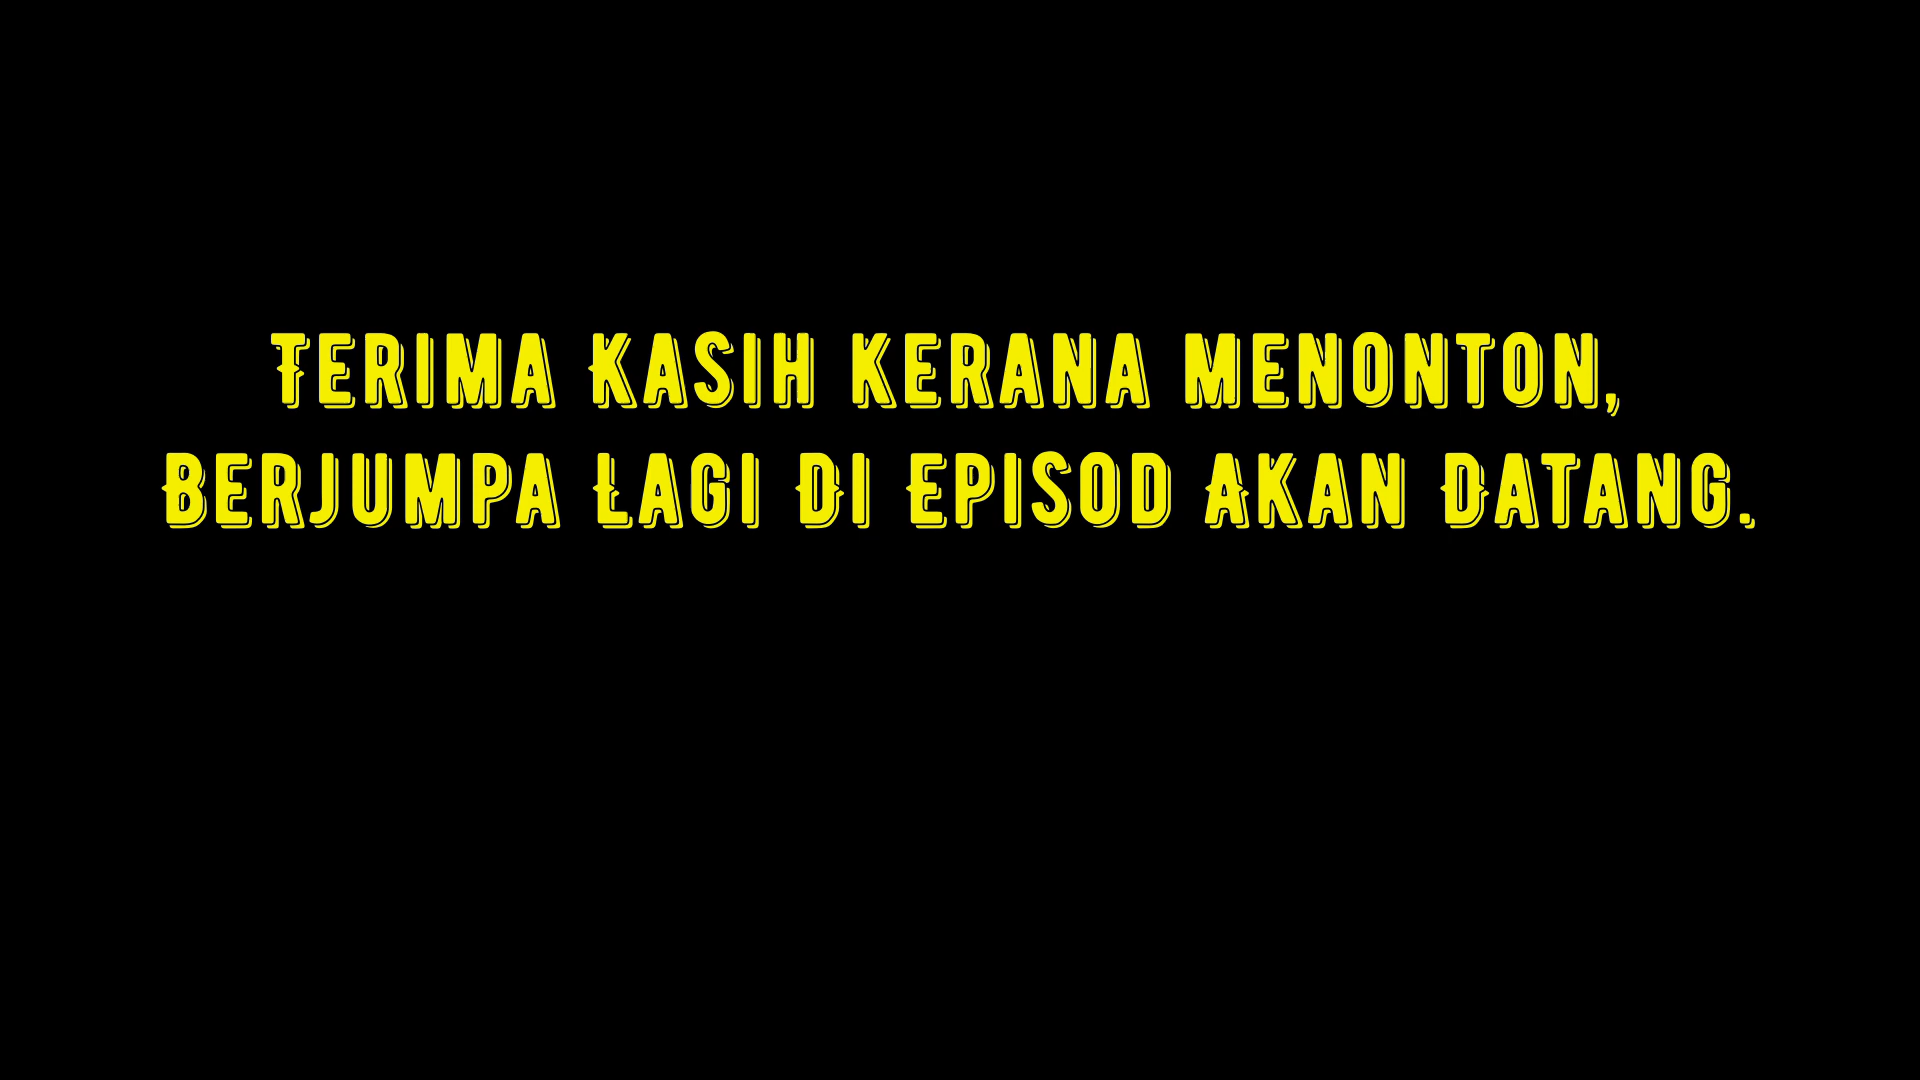 Terima Kasih kerana menonton,
Berjumpa Lagi Di Episod Akan Datang.